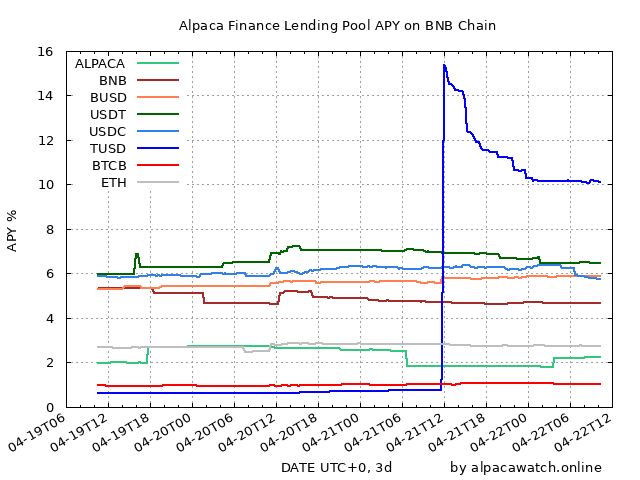 Alpaca Finance Lending Pool APY on BNB Chain
APY %
16
14
12
10
8
6
4
2
0
ALPACA
BNB
BUSD
USDT
USDC
TUSD
BTCB
ETH
04-19T06
04-19T12
04-19T18
04-20T00
04-20T06
04-20T12
04-20T18
04-21T00
04-21T06
04-21T12
04-21T18
04-22T00
04-22T06
04-22T12
DATE UTC+0, 3d
by alpacawatch.online